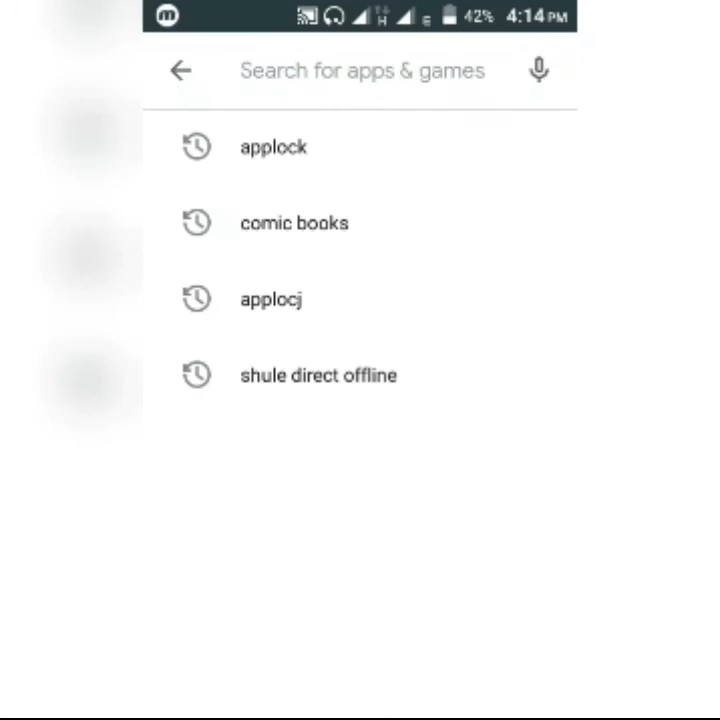 42% 4:14 PM
Search for apps & games
applock
comic books
applocj
shule direct offline